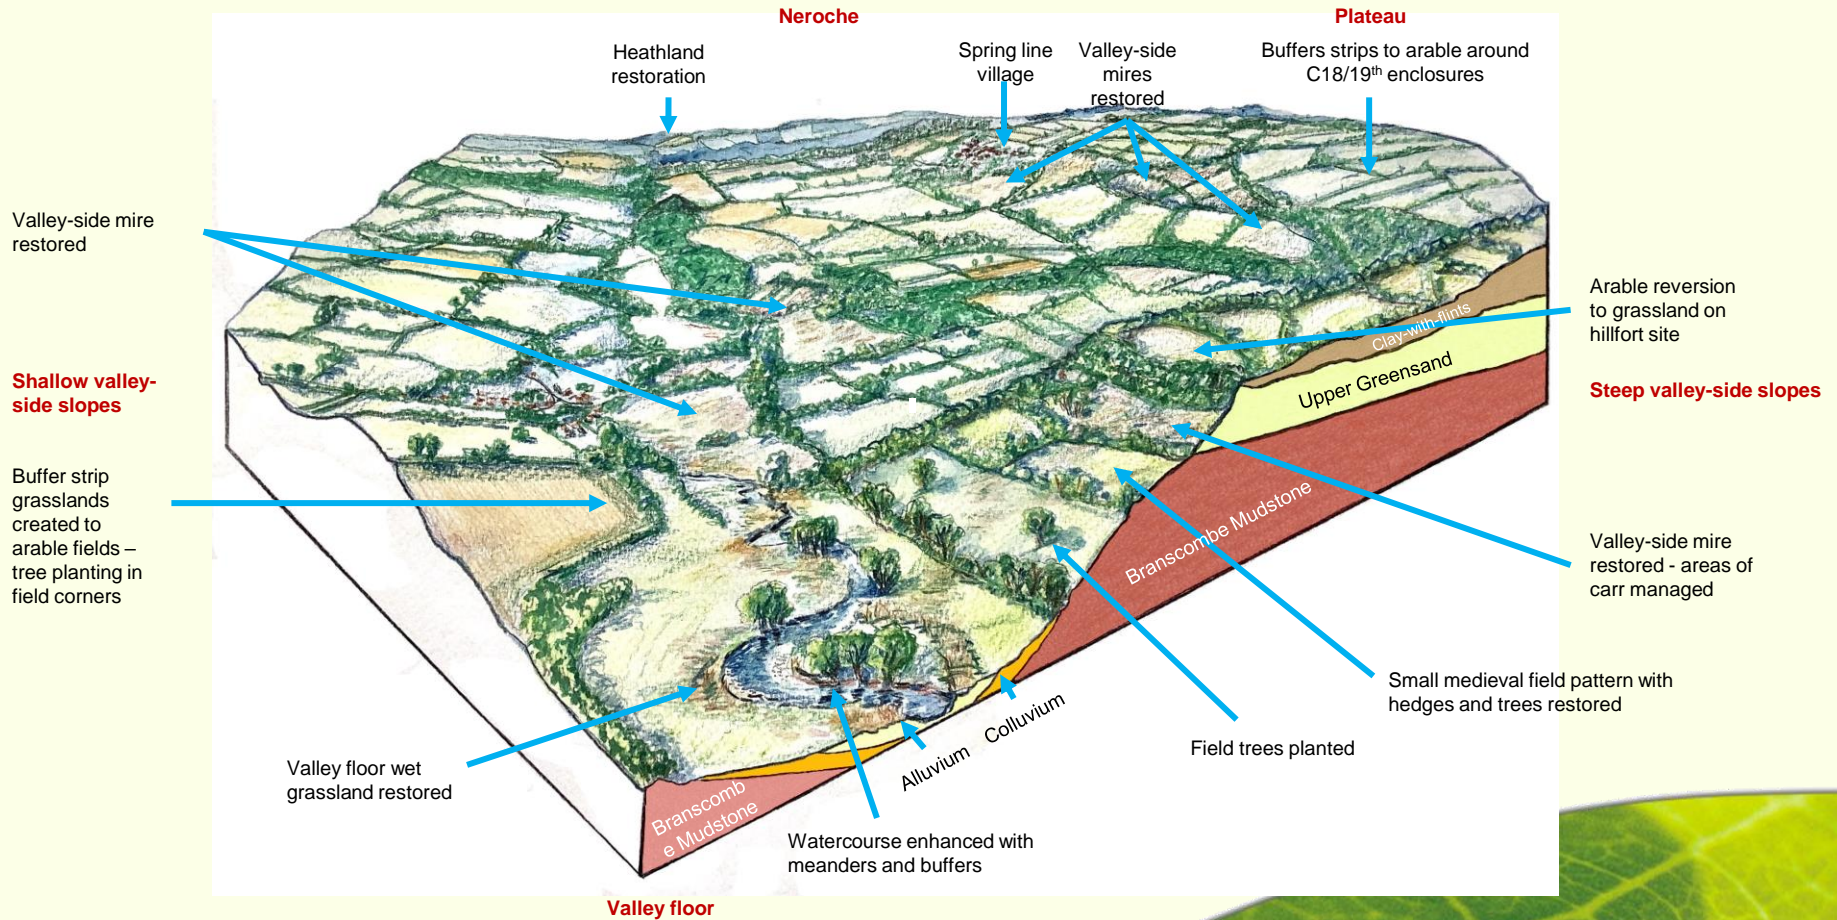 Neroche
Plateau
Heathland
restoration
Spring line
village
Valley-side
mires
restored
Buffers strips to arable around
C18/19th enclosures
Valley-side mire
restored
Arable reversion
to grassland on
hillfort site
Clay-with-flints
Upper Greensand
Shallow valley-
side slopes
Steep valley-side slopes
Buffer strip
grasslands
created to
arable fields –
tree planting in
field corners
Branscombe Mudstone
Valley-side mire
restored - areas of
carr managed
Small medieval field pattern with
hedges and trees restored
Field trees planted
Colluvium
Alluvium
Valley floor wet
grassland restored
Branscomb
e Mudstone
Watercourse enhanced with
meanders and buffers
Valley floor